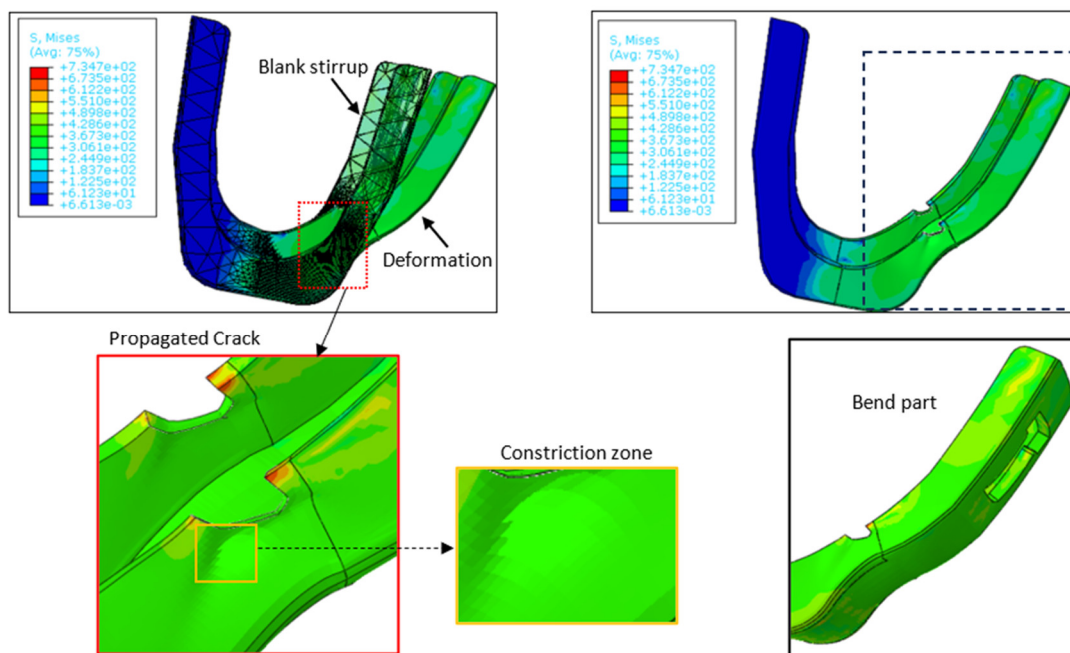 S, Mises
(Avg: 75%)
+7.347e+02
+6.735e+02
+6.122e+02
+5.510e+02
+4.898e+02
+4.286e+02
+3.673e+02
+3.061e+02
+2.449e+02
+1.837e+02
+1.225e+02
+6.123e+01
+6.613e-03
Blank stirrup
Deformation
S, Mises
(Avg: 75%)
+7.347e+02
+6.735e+02
+6.122e+02
+5.510e+02
+4.898e+02
+4.286e+02
+3.673e+02
+3.061e+02
+2.449e+02
+1.837e+02
+1.225e+02
+6.123e+01
+6.613e-03
Propagated Crack
Constriction zone
Bend part